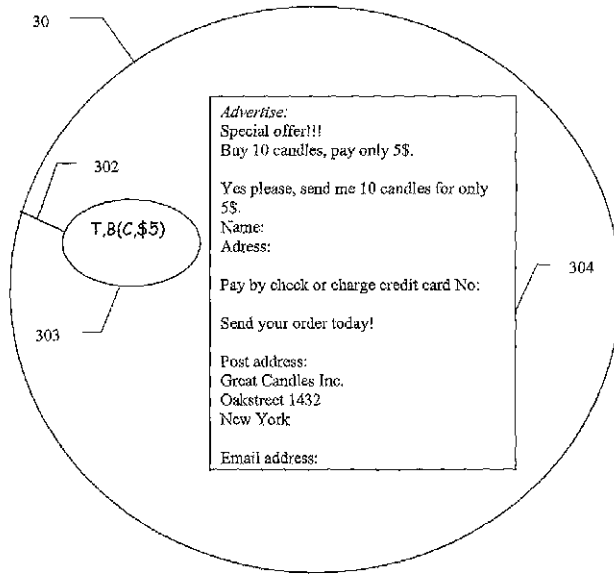 30
302
T,B(C,$5)
303
Advertise:
Special offer!!!
Buy 10 candles, pay only 5$.
Yes please, send me 10 candles for only
5$.
Name:
Adress:
Pay by check or charge credit card No:
Send your order today!
Post address:
Great Candles Inc.
Oakstreet 1432
New York
Email address:
304